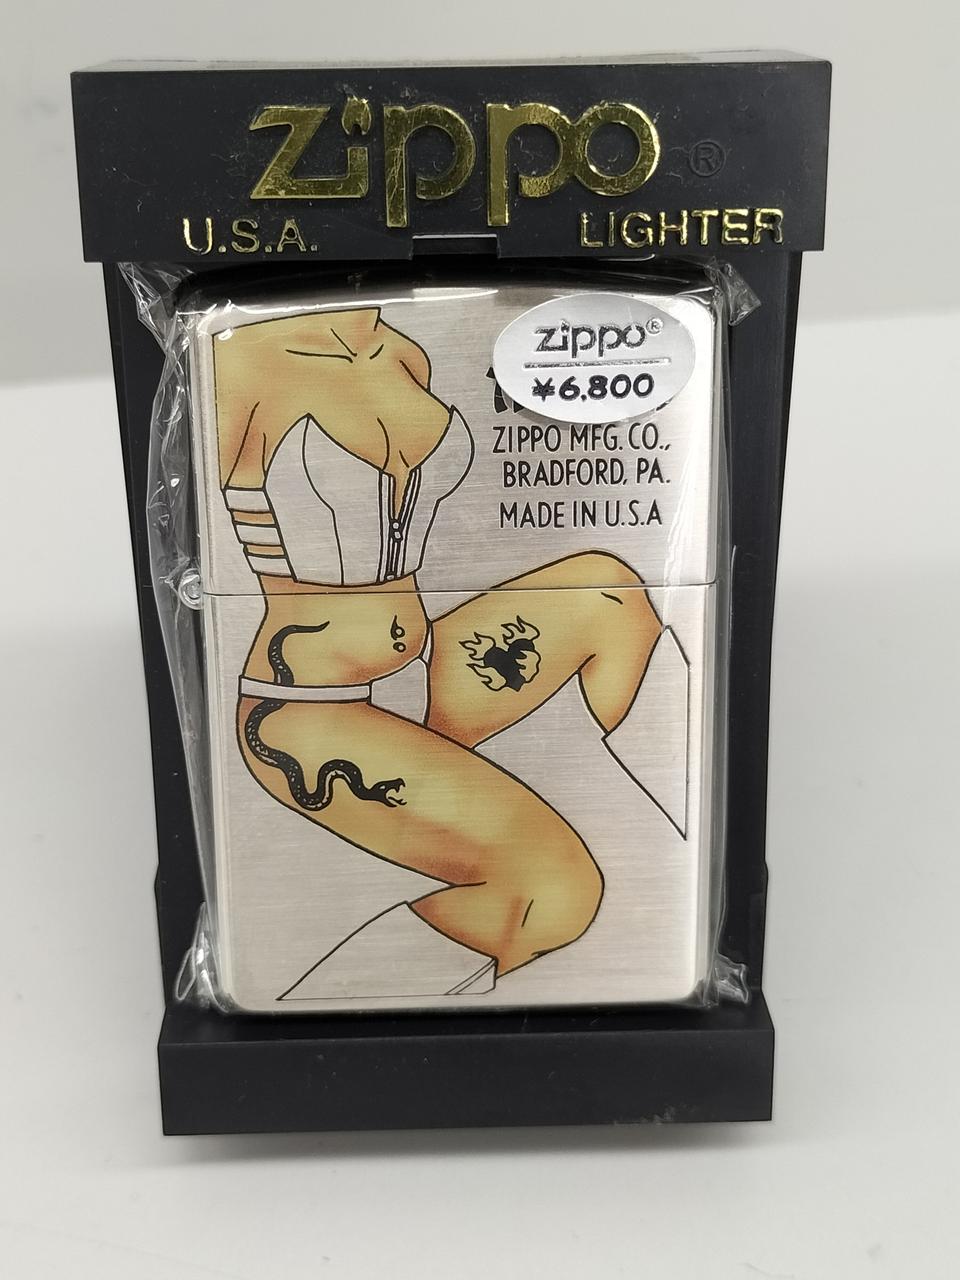 zippo®
U.S.A. LIGHTER
zippo®
¥6,800
ZIPPO MFG. CO.,
BRADFORD, PA.
MADE IN U.S.A